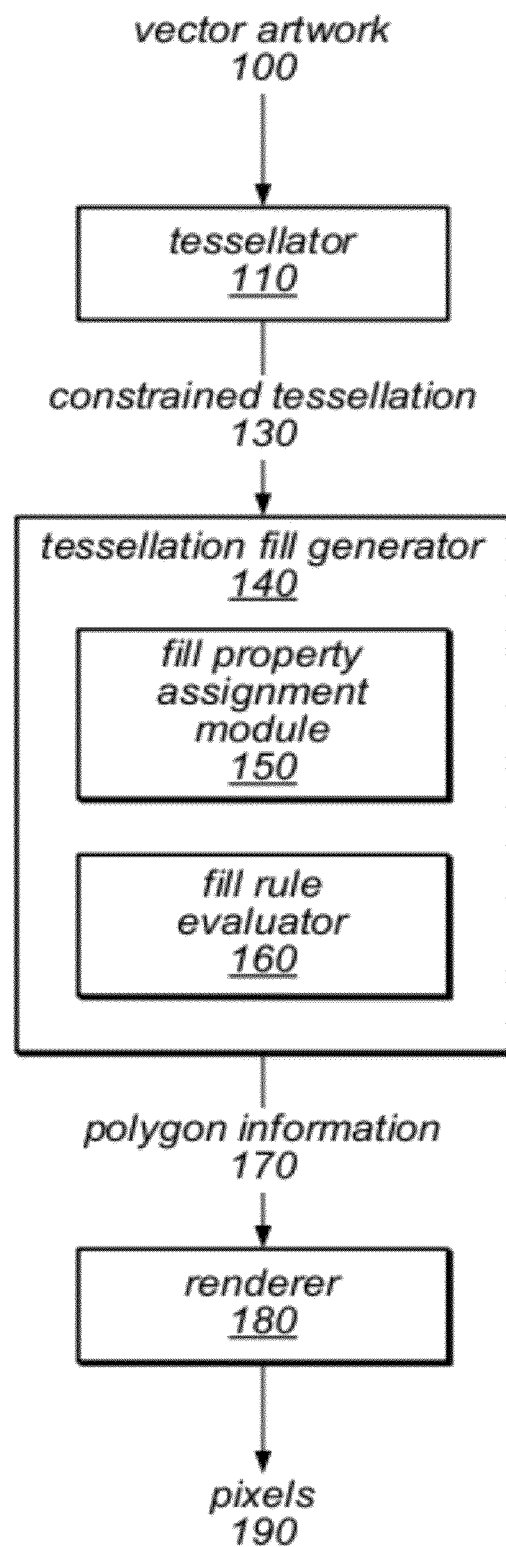 vector artwork
100
tessellator
110
constrained tessellation
130
tessellation fill generator
140
fill property
assignment
module
150
fill rule
evaluator
160
polygon information
170
renderer
180
pixels
190